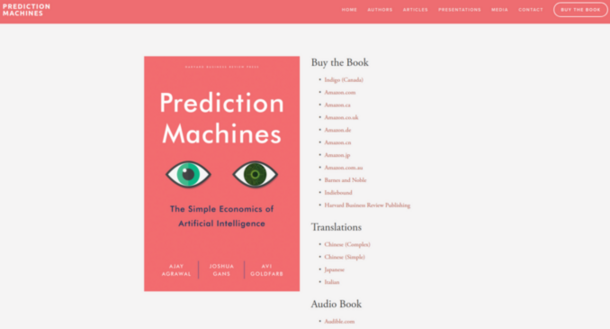 PREDICTION
MACHINES
HOME AUTHORS ARTICLES PRESENTATIONS MEDIA CONTACT BUY THE BOOK
HARVARD BUSINESS REVIEW PRESS
Prediction
Machines
The Simple Economics of
Artificial Intelligence
AJAY
AGRAWAL
JOSHUA
GANS
AVI
GOLDFARB
Buy the Book
Indigo (Canada)
Amazon.com
Amazon.ca
Amazon.co.uk
Amazon.de
Amazon.cn
Amazon.jp
Amazon.com.au
Barnes and Noble
Indiebound
Harvard Business Review Publishing
Translations
Chinese (Complex)
Chinese (Simple)
Japanese
Italian
Audio Book
Audible.com